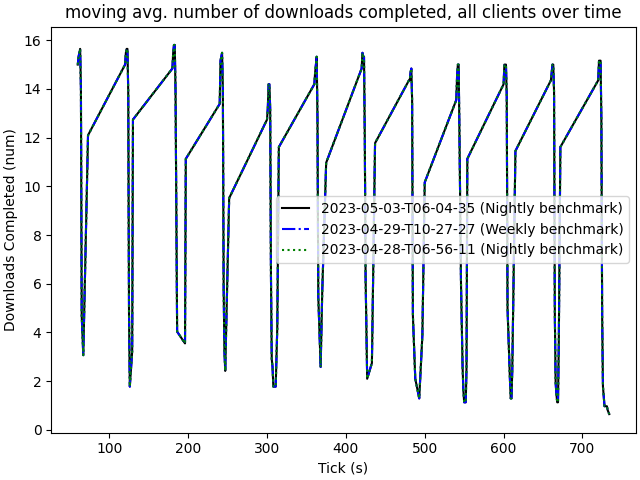 moving avg. number of downloads completed, all clients over time
16
14
12
10
8
6
4
2
0
Downloads Completed (num)
2023-05-03-T06-04-35 (Nightly benchmark)
2023-04-29-T10-27-27 (Weekly benchmark)
2023-04-28-T06-56-11 (Nightly benchmark)
100 200 300 400 500 600 700
Tick (s)